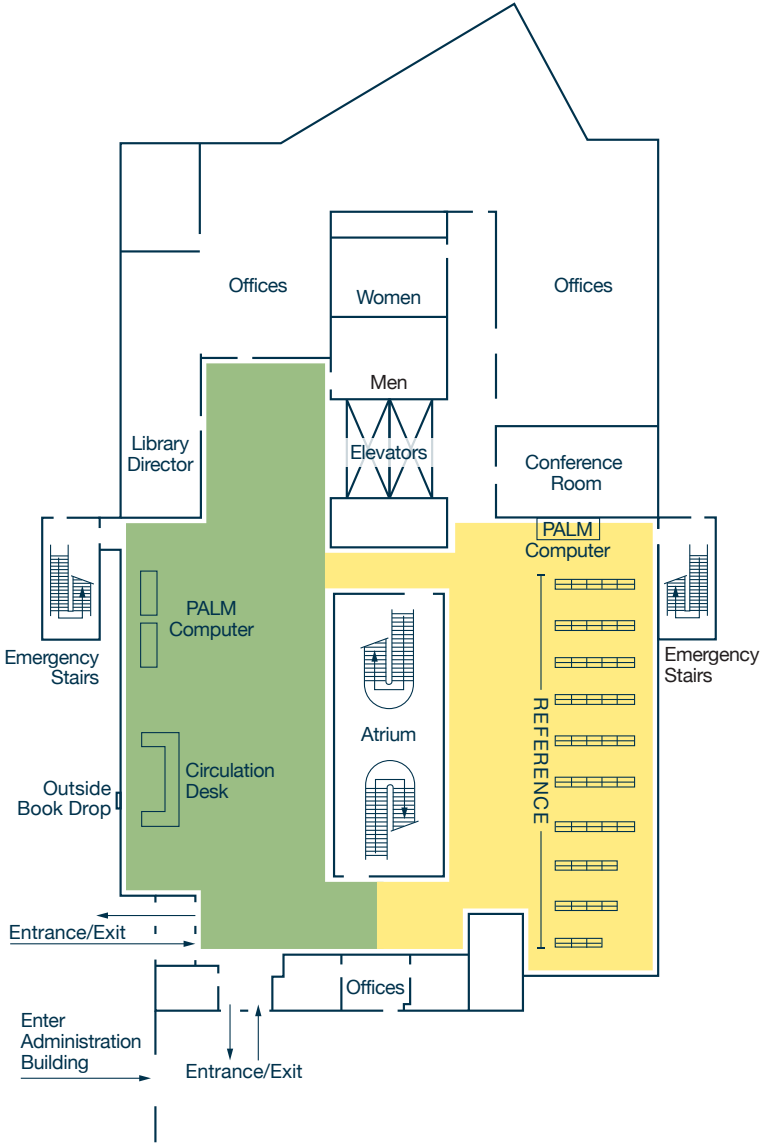 Offices
Offices
Women
Men
Library
Director
Elevators
Conference
Room
PALM
Computer
PALM
Computer
Emergency
Stairs
Emergency
Stairs
REFERENCE
Atrium
Circulation
Desk
Outside
Book Drop
Entrance/Exit
Offices
Enter
Administration
Building
Entrance/Exit